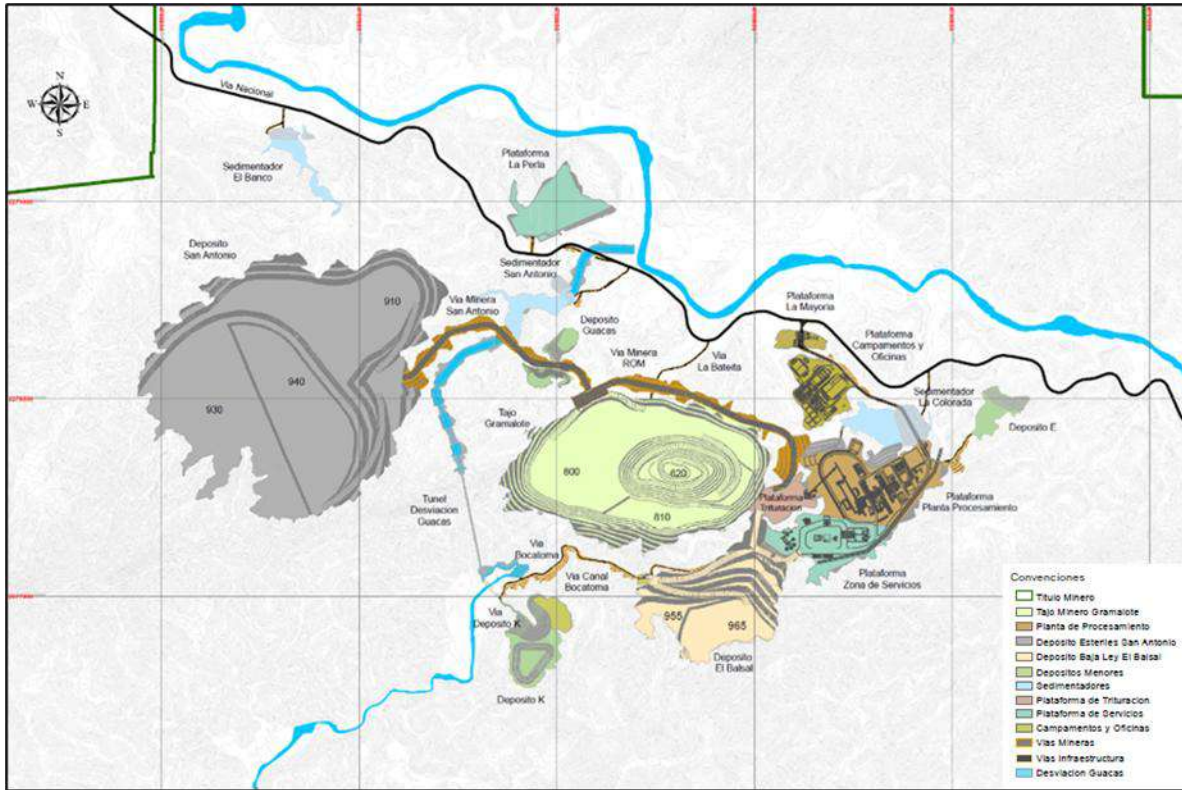 N
W
E
S
Via Nacional
Sedimentador
El Banco
Plataforma
La Perla
Deposito
San Antonio
Sedimentador
San Antonio
910
Via Minera
San Antonio
Deposito
Guacas
Plataforma
La Mayoria
Plataforma
Campamentos y
Oficinas
Via Minera
ROM
Via
La Bateita
940
930
Sedimentador
La Colorada
Tajo
Gramalote
Deposito E
600
620
810
Plataforma
Trituracion
Plataforma
Planta Procesamiento
Tunel
Desviacion
Guacas
Via
Bocatoma
Via Canal
Bocatoma
Plataforma
Zona de Servicios
Via
Deposito K
955
965
Deposito
El Balsal
Deposito K
Convenciones
Titulo Minero
Tajo Minero Gramalote
Planta de Procesamiento
Deposito Esteriles San Antonio
Deposito Baja Ley El Balsal
Depositos Menores
Sedimentadores
Plataforma de Trituracion
Plataforma de Servicios
Campamentos y Oficinas
Vias Mineras
Vias Infraestructura
Desviacion Guacas